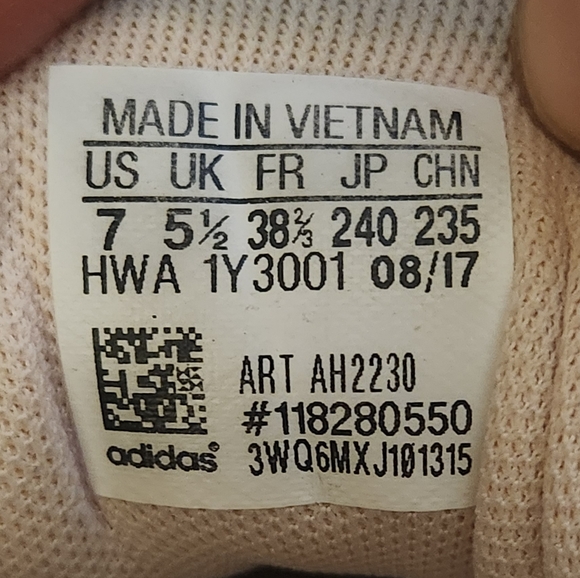 MADE IN VIETNAM
US UK FR JP CHN
7 5½ 38⅔ 240 235
HWA 1Y3001 08/17
ART AH2230
#118280550
adidas® 3WQ6MXJ101315